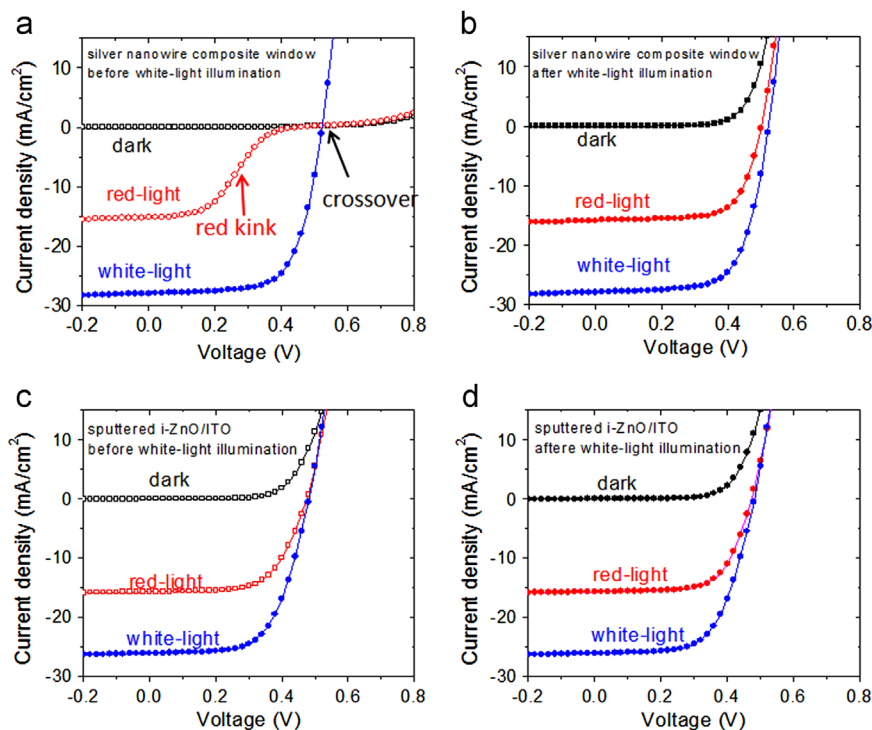 a
silver nanowire composite window
before white-light illumination
10
0
-10
-20
-30
Current density (mA/cm²)
dark
red-light
red kink
crossover
white-light
-0.2 0.0 0.2 0.4 0.6 0.8
Voltage (V)
b
silver nanowire composite window
after white-light illumination
10
0
-10
-20
-30
Current density (mA/cm²)
dark
red-light
white-light
-0.2 0.0 0.2 0.4 0.6 0.8
Voltage (V)
c
sputtered i-ZnO/ITO
before white-light illumination
10
0
-10
-20
-30
Current density (mA/cm²)
dark
red-light
white-light
-0.2 0.0 0.2 0.4 0.6 0.8
Voltage (V)
d
sputtered i-ZnO/ITO
aftere white-light illumination
10
0
-10
-20
-30
Current density (mA/cm²)
dark
red-light
white-light
-0.2 0.0 0.2 0.4 0.6 0.8
Voltage (V)